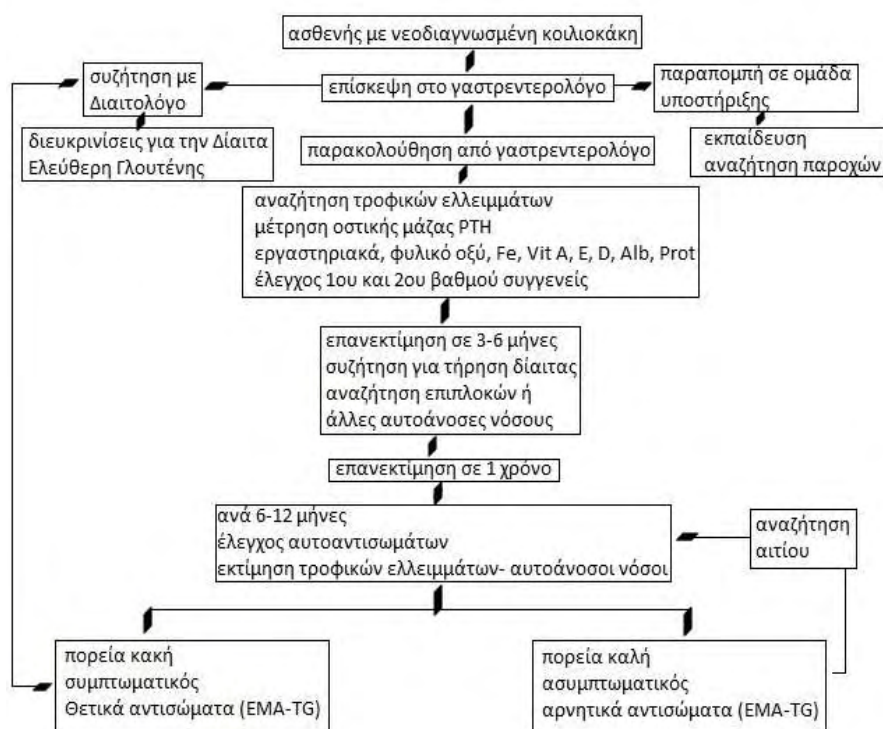 ασθενής με νεοδιαγνωσμένη κοιλιοκάκη
συζήτηση με
Διαιτολόγο
επίσκεψη στο γαστρεντερολόγο
παραπομπή σε ομάδα
υποστήριξης
διευκρινίσεις για την Δίαιτα
Ελεύθερη Γλουτένης
παρακολούθηση από γαστρεντερολόγο
εκπαίδευση
αναζήτηση παροχών
αναζήτηση τροφικών ελλειμμάτων
μέτρηση οστικής μάζας PTH
εργαστηριακά, φυλικό οξύ, Fe, Vit A, E, D, Alb, Prot
έλεγχος 1ου και 2ου βαθμού συγγενείς
επανεκτίμηση σε 3-6 μήνες
συζήτηση για τήρηση δίαιτας
αναζήτηση επιπλοκών ή
άλλες αυτοάνοσες νόσους
επανεκτίμηση σε 1 χρόνο
ανά 6-12 μήνες
έλεγχος αυτοαντισωμάτων
εκτίμηση τροφικών ελλειμμάτων- αυτοάνοσοι νόσοι
αναζήτηση
αιτίου
πορεία κακή
συμπτωματικός
Θετικά αντισώματα (EMA-TG)
πορεία καλή
ασυμπτωματικός
αρνητικά αντισώματα (EMA-TG)